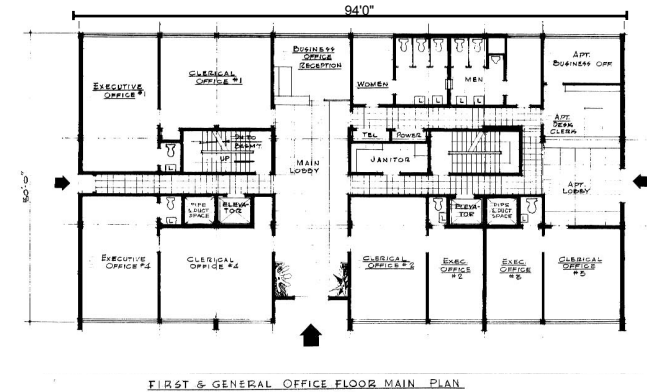 94'0"
BUSINESS
OFFICE
RECEPTION
APT.
BUSINESS OFF.
EXECUTIVE
OFFICE #1
CLERICAL
OFFICE #1
WOMEN
MEN
APT.
DESK
CLERK
TEL
POWER
DN TO
BASM'T
UP
MAIN
LOBBY
JANITOR
50'-0"
APT.
LOBBY
PIPE
& DUCT
SPACE
ELEVA-
TOR
ELEVA-
TOR
PIPE
& DUCT
SPACE
EXECUTIVE
OFFICE #4
CLERICAL
OFFICE #4
CLERICAL
OFFICE #2
EXEC.
OFFICE
#2
EXEC.
OFFICE
#3
CLERICAL
OFFICE
#3
FIRST & GENERAL OFFICE FLOOR MAIN PLAN